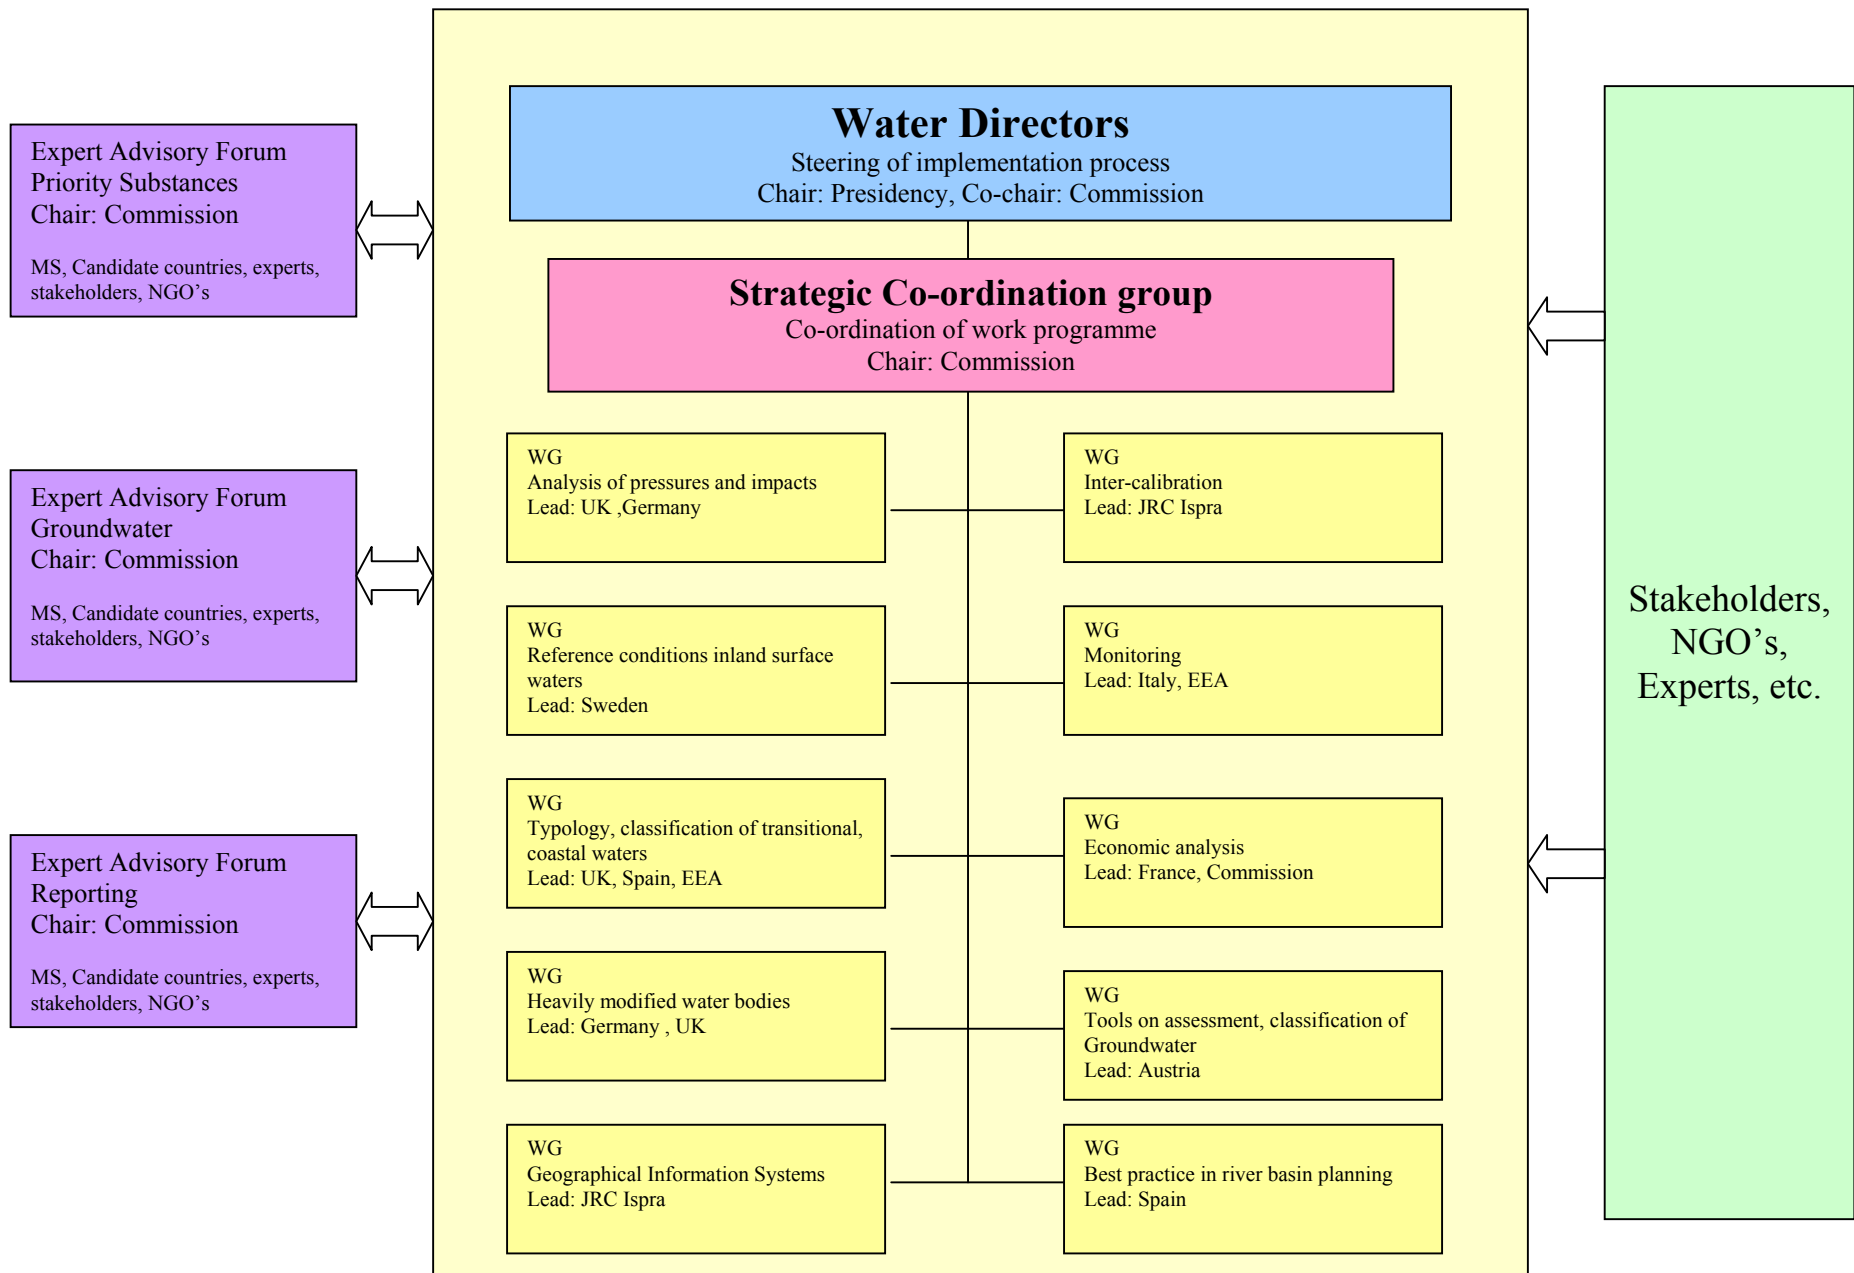 Expert Advisory Forum
Priority Substances
Chair: Commission
MS, Candidate countries, experts,
stakeholders, NGO’s
Expert Advisory Forum
Groundwater
Chair: Commission
MS, Candidate countries, experts,
stakeholders, NGO’s
Expert Advisory Forum
Reporting
Chair: Commission
MS, Candidate countries, experts,
stakeholders, NGO’s
Water Directors
Steering of implementation process
Chair: Presidency, Co-chair: Commission
Strategic Co-ordination group
Co-ordination of work programme
Chair: Commission
WG
Analysis of pressures and impacts
Lead: UK ,Germany
WG
Inter-calibration
Lead: JRC Ispra
WG
Reference conditions inland surface
waters
Lead: Sweden
WG
Monitoring
Lead: Italy, EEA
WG
Typology, classification of transitional,
coastal waters
Lead: UK, Spain, EEA
WG
Economic analysis
Lead: France, Commission
WG
Heavily modified water bodies
Lead: Germany , UK
WG
Tools on assessment, classification of
Groundwater
Lead: Austria
WG
Geographical Information Systems
Lead: JRC Ispra
WG
Best practice in river basin planning
Lead: Spain
Stakeholders,
NGO’s,
Experts, etc.